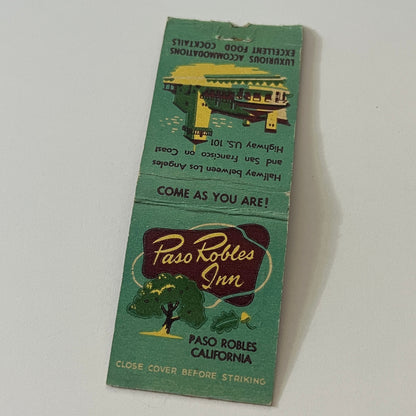 LUXURIOUS ACCOMMODATIONS
EXCELLENT FOOD COCKTAILS
Halfway between Los Angeles
and San Francisco on Coast
Highway U.S. 101
COME AS YOU ARE!
Paso Robles
Inn
PASO ROBLES
CALIFORNIA
CLOSE COVER BEFORE STRIKING